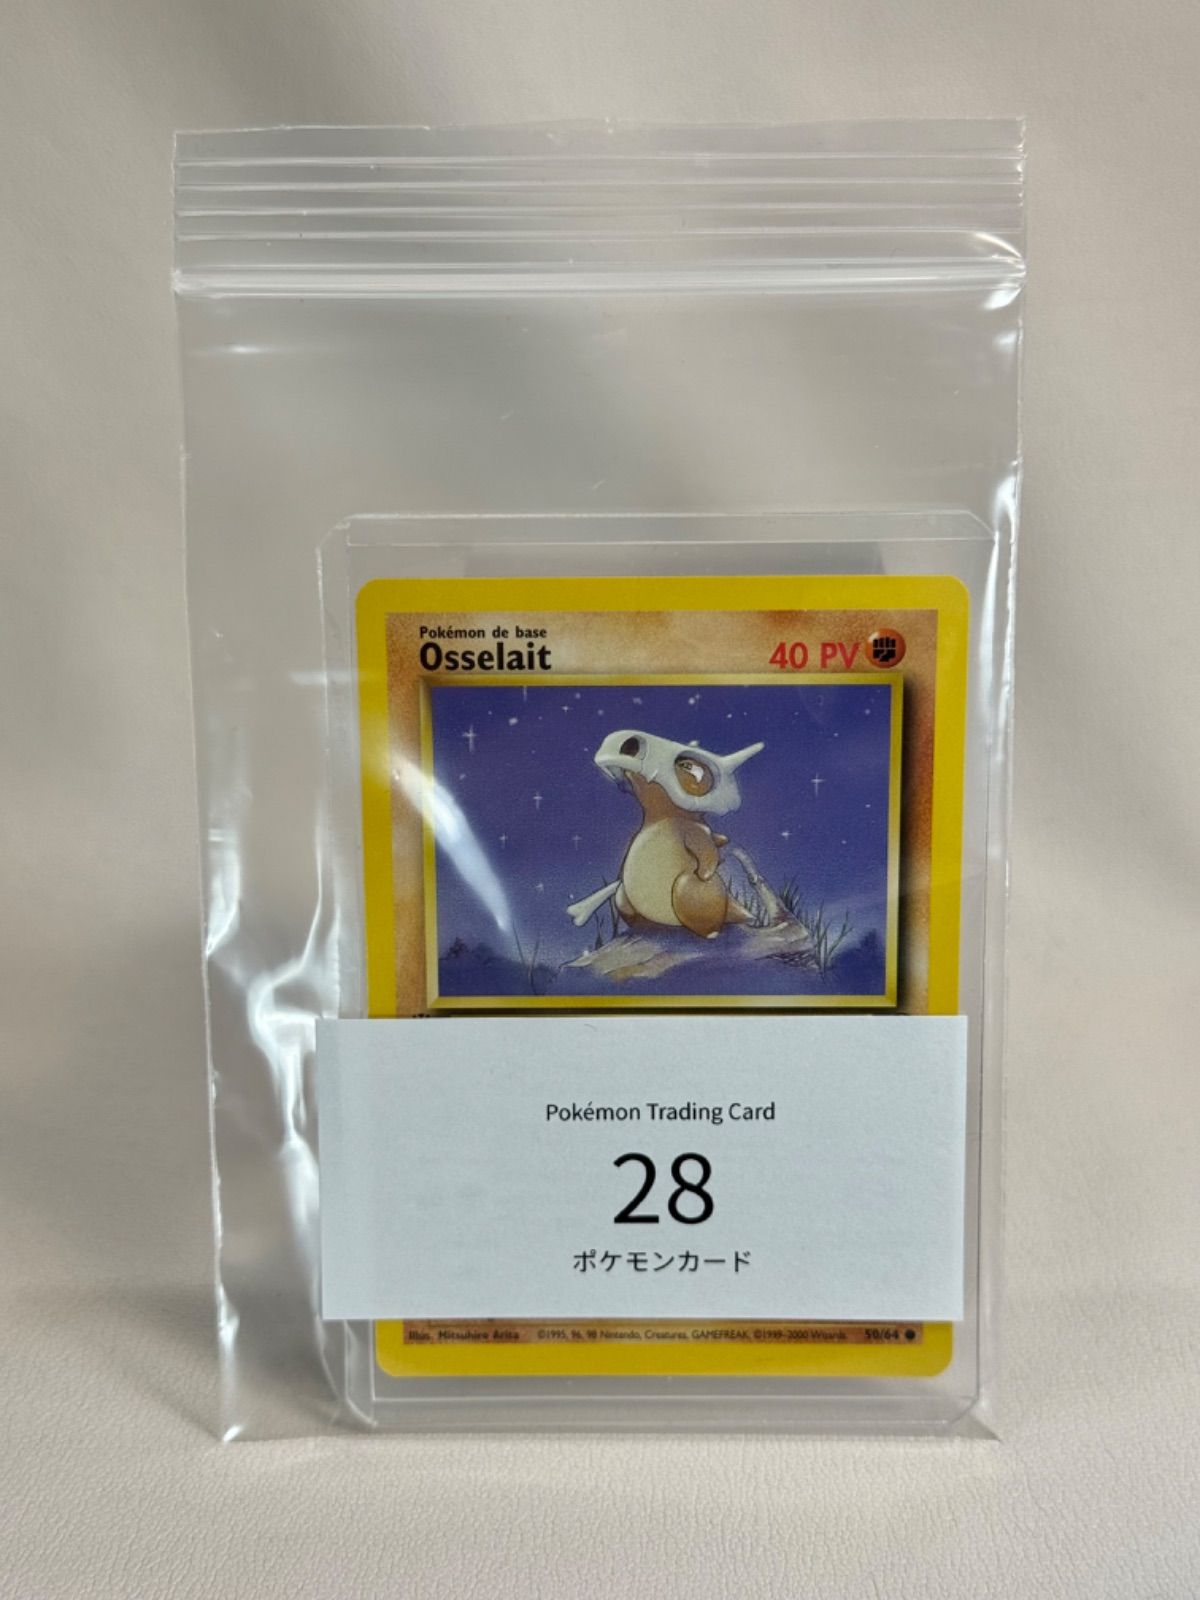 Pokémon de base
Osselait
40 PV
Pokémon Trading Card
28
ポケモンカード
Illus. Mitsuhiro Arita ©1995, 96, 98 Nintendo, Creatures, GAMEFREAK, ©1999-2000 Wizards. 50/64